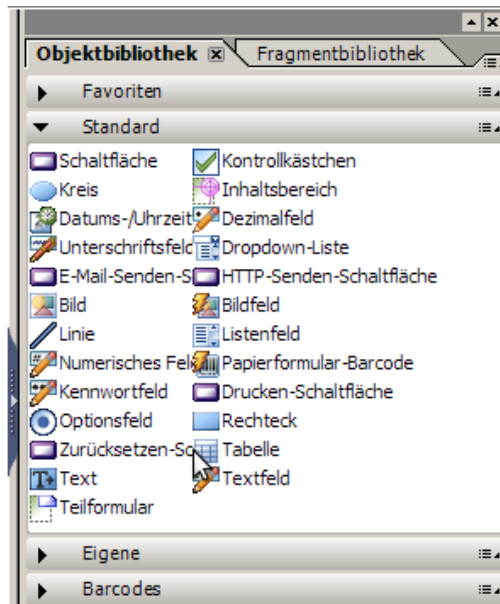 Objektbibliothek Fragmentbibliothek
Favoriten
Standard
Schaltfläche Kontrollkästchen
Kreis Inhaltsbereich
Datums-/Uhrzeit Dezimalfeld
Unterschriftsfeld Dropdown-Liste
E-Mail-Senden-S HTTP-Senden-Schaltfläche
Bild Bildfeld
Linie Listenfeld
Numerisches Fel Papierformular-Barcode
Kennwortfeld Drucken-Schaltfläche
Optionsfeld Rechteck
Zurücksetzen-Sc Tabelle
Text Textfeld
Teilformular
Eigene
Barcodes